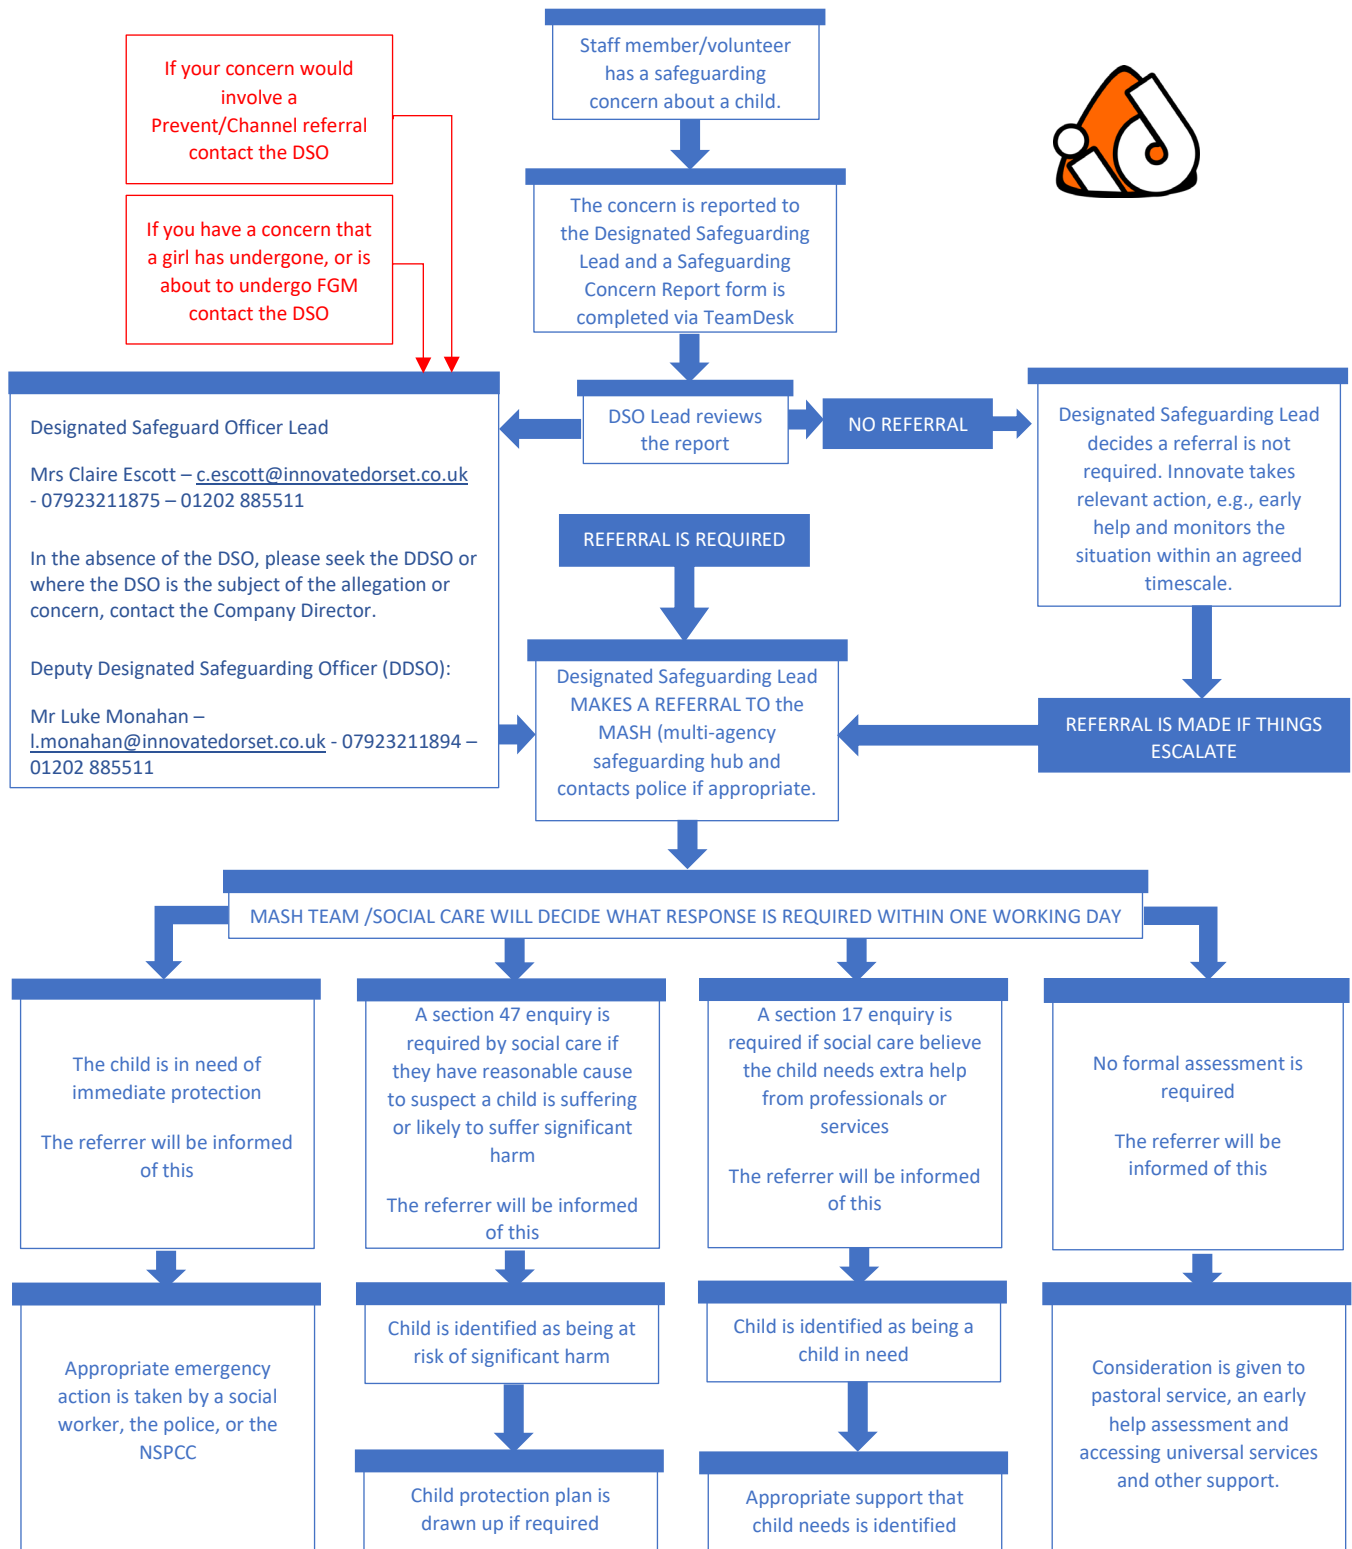 Staff member/volunteer
has a safeguarding
concern about a child.
If your concern would
involve a
Prevent/Channel referral
contact the DSO
If you have a concern that
a girl has undergone, or is
about to undergo FGM
contact the DSO
The concern is reported to
the Designated Safeguarding
Lead and a Safeguarding
Concern Report form is
completed via TeamDesk
DSO Lead reviews
the report
NO REFERRAL
Designated Safeguarding Lead
decides a referral is not
required. Innovate takes
relevant action, e.g., early
help and monitors the
situation within an agreed
timescale.
Designated Safeguard Officer Lead
Mrs Claire Escott – c.escott@innovatedorset.co.uk
- 07923211875 – 01202 885511
In the absence of the DSO, please seek the DDSO or
where the DSO is the subject of the allegation or
concern, contact the Company Director.
Deputy Designated Safeguarding Officer (DDSO):
Mr Luke Monahan –
l.monahan@innovatedorset.co.uk - 07923211894 –
01202 885511
REFERRAL IS REQUIRED
Designated Safeguarding Lead
MAKES A REFERRAL TO the
MASH (multi-agency
safeguarding hub and
contacts police if appropriate.
REFERRAL IS MADE IF THINGS
ESCALATE
MASH TEAM /SOCIAL CARE WILL DECIDE WHAT RESPONSE IS REQUIRED WITHIN ONE WORKING DAY
The child is in need of
immediate protection
The referrer will be informed
of this
A section 47 enquiry is
required by social care if
they have reasonable cause
to suspect a child is suffering
or likely to suffer significant
harm
The referrer will be informed
of this
A section 17 enquiry is
required if social care believe
the child needs extra help
from professionals or
services
The referrer will be informed
of this
No formal assessment is
required
The referrer will be
informed of this
Appropriate emergency
action is taken by a social
worker, the police, or the
NSPCC
Child is identified as being at
risk of significant harm
Child protection plan is
drawn up if required
Child is identified as being a
child in need
Appropriate support that
child needs is identified
Consideration is given to
pastoral service, an early
help assessment and
accessing universal services
and other support.